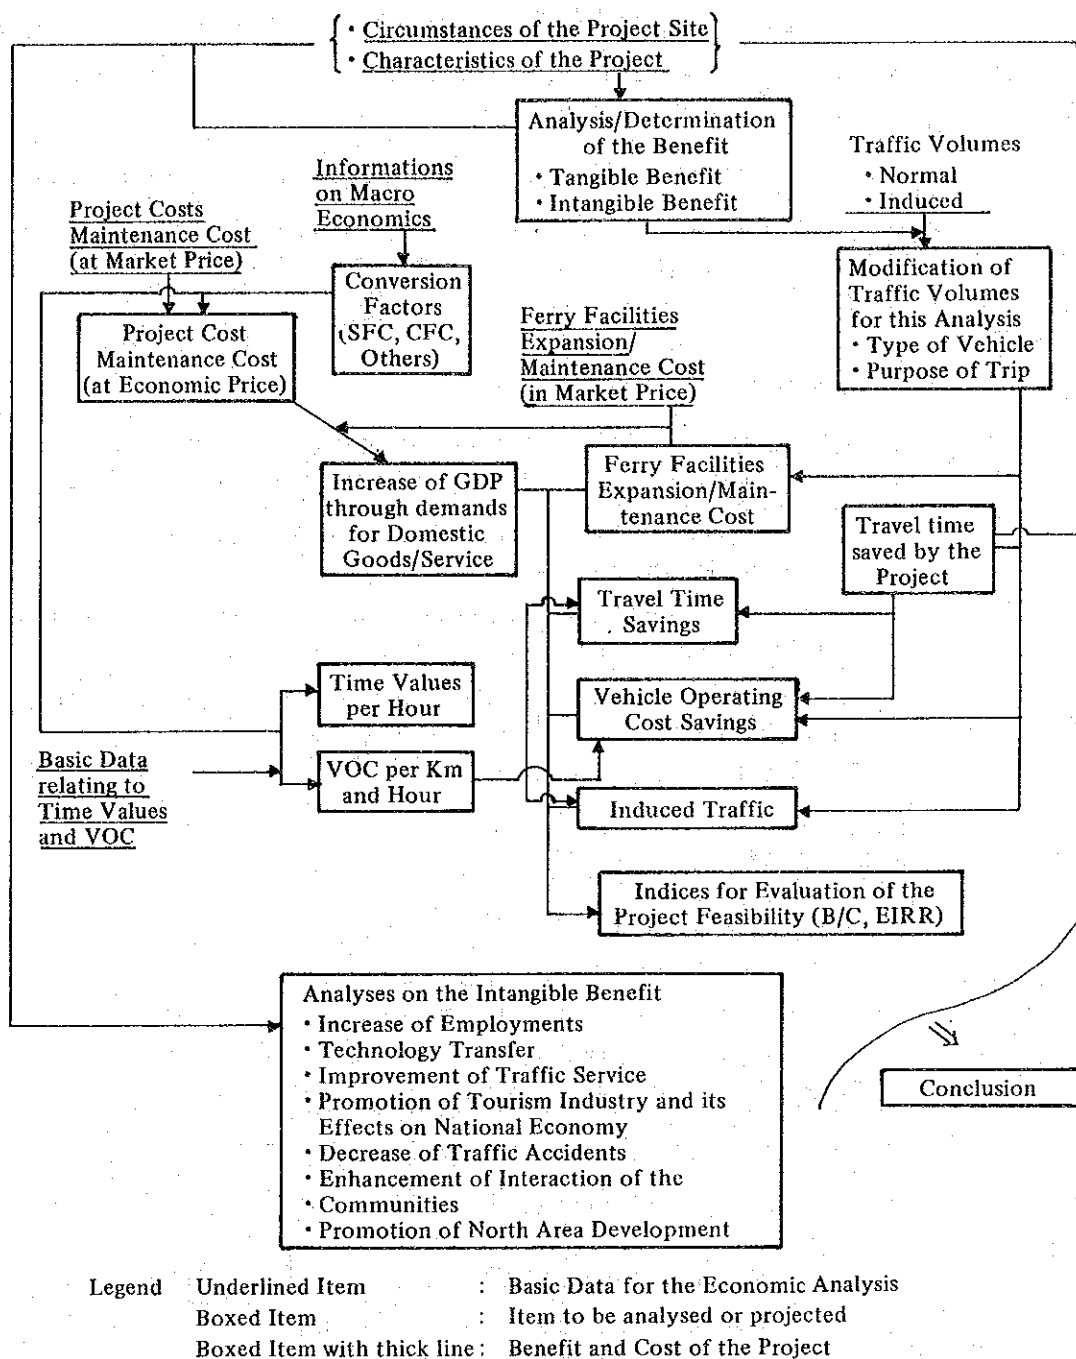 • Circumstances of the Project Site
• Characteristics of the Project
Analysis/Determination
of the Benefit
• Tangible Benefit
• Intangible Benefit
Traffic Volumes
• Normal
• Induced
Informations
on Macro
Economics
Project Costs
Maintenance Cost
(at Market Price)
Conversion
Factors
(SFC, CFC,
Others)
Modification of
Traffic Volumes
for this Analysis
• Type of Vehicle
• Purpose of Trip
Project Cost
Maintenance Cost
(at Economic Price)
Ferry Facilities
Expansion/
Maintenance Cost
(in Market Price)
Increase of GDP
through demands
for Domestic
Goods/Service
Ferry Facilities
Expansion/Main-
tenance Cost
Travel time
saved by the
Project
Travel Time
Savings
Time Values
per Hour
Vehicle Operating
Cost Savings
Basic Data
relating to
Time Values
and VOC
VOC per Km
and Hour
Induced Traffic
Indices for Evaluation of the
Project Feasibility (B/C, EIRR)
Analyses on the Intangible Benefit
• Increase of Employments
• Technology Transfer
• Improvement of Traffic Service
• Promotion of Tourism Industry and its
Effects on National Economy
• Decrease of Traffic Accidents
• Enhancement of Interaction of the
• Communities
• Promotion of North Area Development
Conclusion
Legend Underlined Item : Basic Data for the Economic Analysis
Boxed Item : Item to be analysed or projected
Boxed Item with thick line : Benefit and Cost of the Project